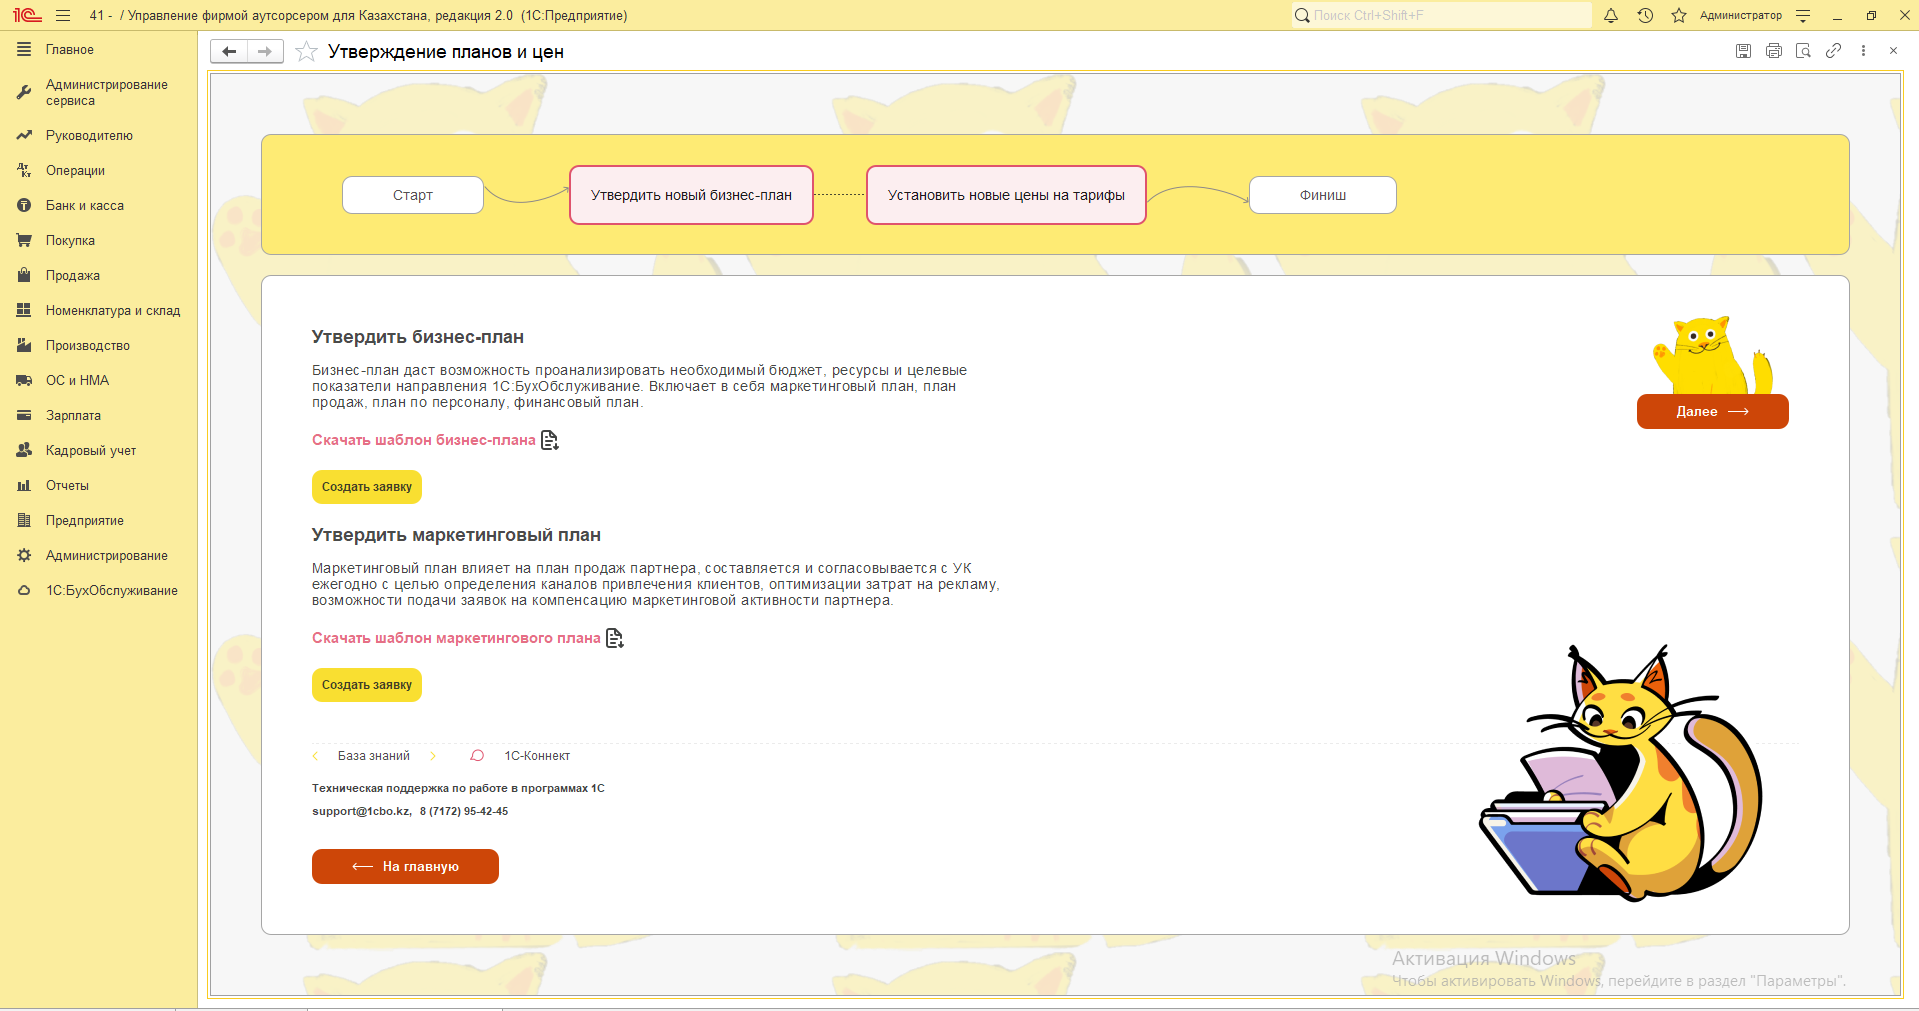 1С 41 - / Управление фирмой аутсорсером для Казахстана, редакция 2.0 (1С:Предприятие) Поиск Ctrl+Shift+F Администратор
Главное
Администрирование
сервиса
Руководителю
Операции
Банк и касса
Покупка
Продажа
Номенклатура и склад
Производство
ОС и НМА
Зарплата
Кадровый учет
Отчеты
Предприятие
Администрирование
1С:БухОбслуживание
Утверждение планов и цен
Старт Утвердить новый бизнес-план Установить новые цены на тарифы Финиш
Утвердить бизнес-план
Бизнес-план даст возможность проанализировать необходимый бюджет, ресурсы и целевые
показатели направления 1С:БухОбслуживание. Включает в себя маркетинговый план, план
продаж, план по персоналу, финансовый план.
Далее
Скачать шаблон бизнес-плана
Создать заявку
Утвердить маркетинговый план
Маркетинговый план влияет на план продаж партнера, составляется и согласовывается с УК
ежегодно с целью определения каналов привлечения клиентов, оптимизации затрат на рекламу,
возможности подачи заявок на компенсацию маркетинговой активности партнера.
Скачать шаблон маркетингового плана
Создать заявку
База знаний 1С-Коннект
Техническая поддержка по работе в программах 1С
support@1cbo.kz, 8 (7172) 95-42-45
На главную
Активация Windows
Чтобы активировать Windows, перейдите в раздел "Параметры".